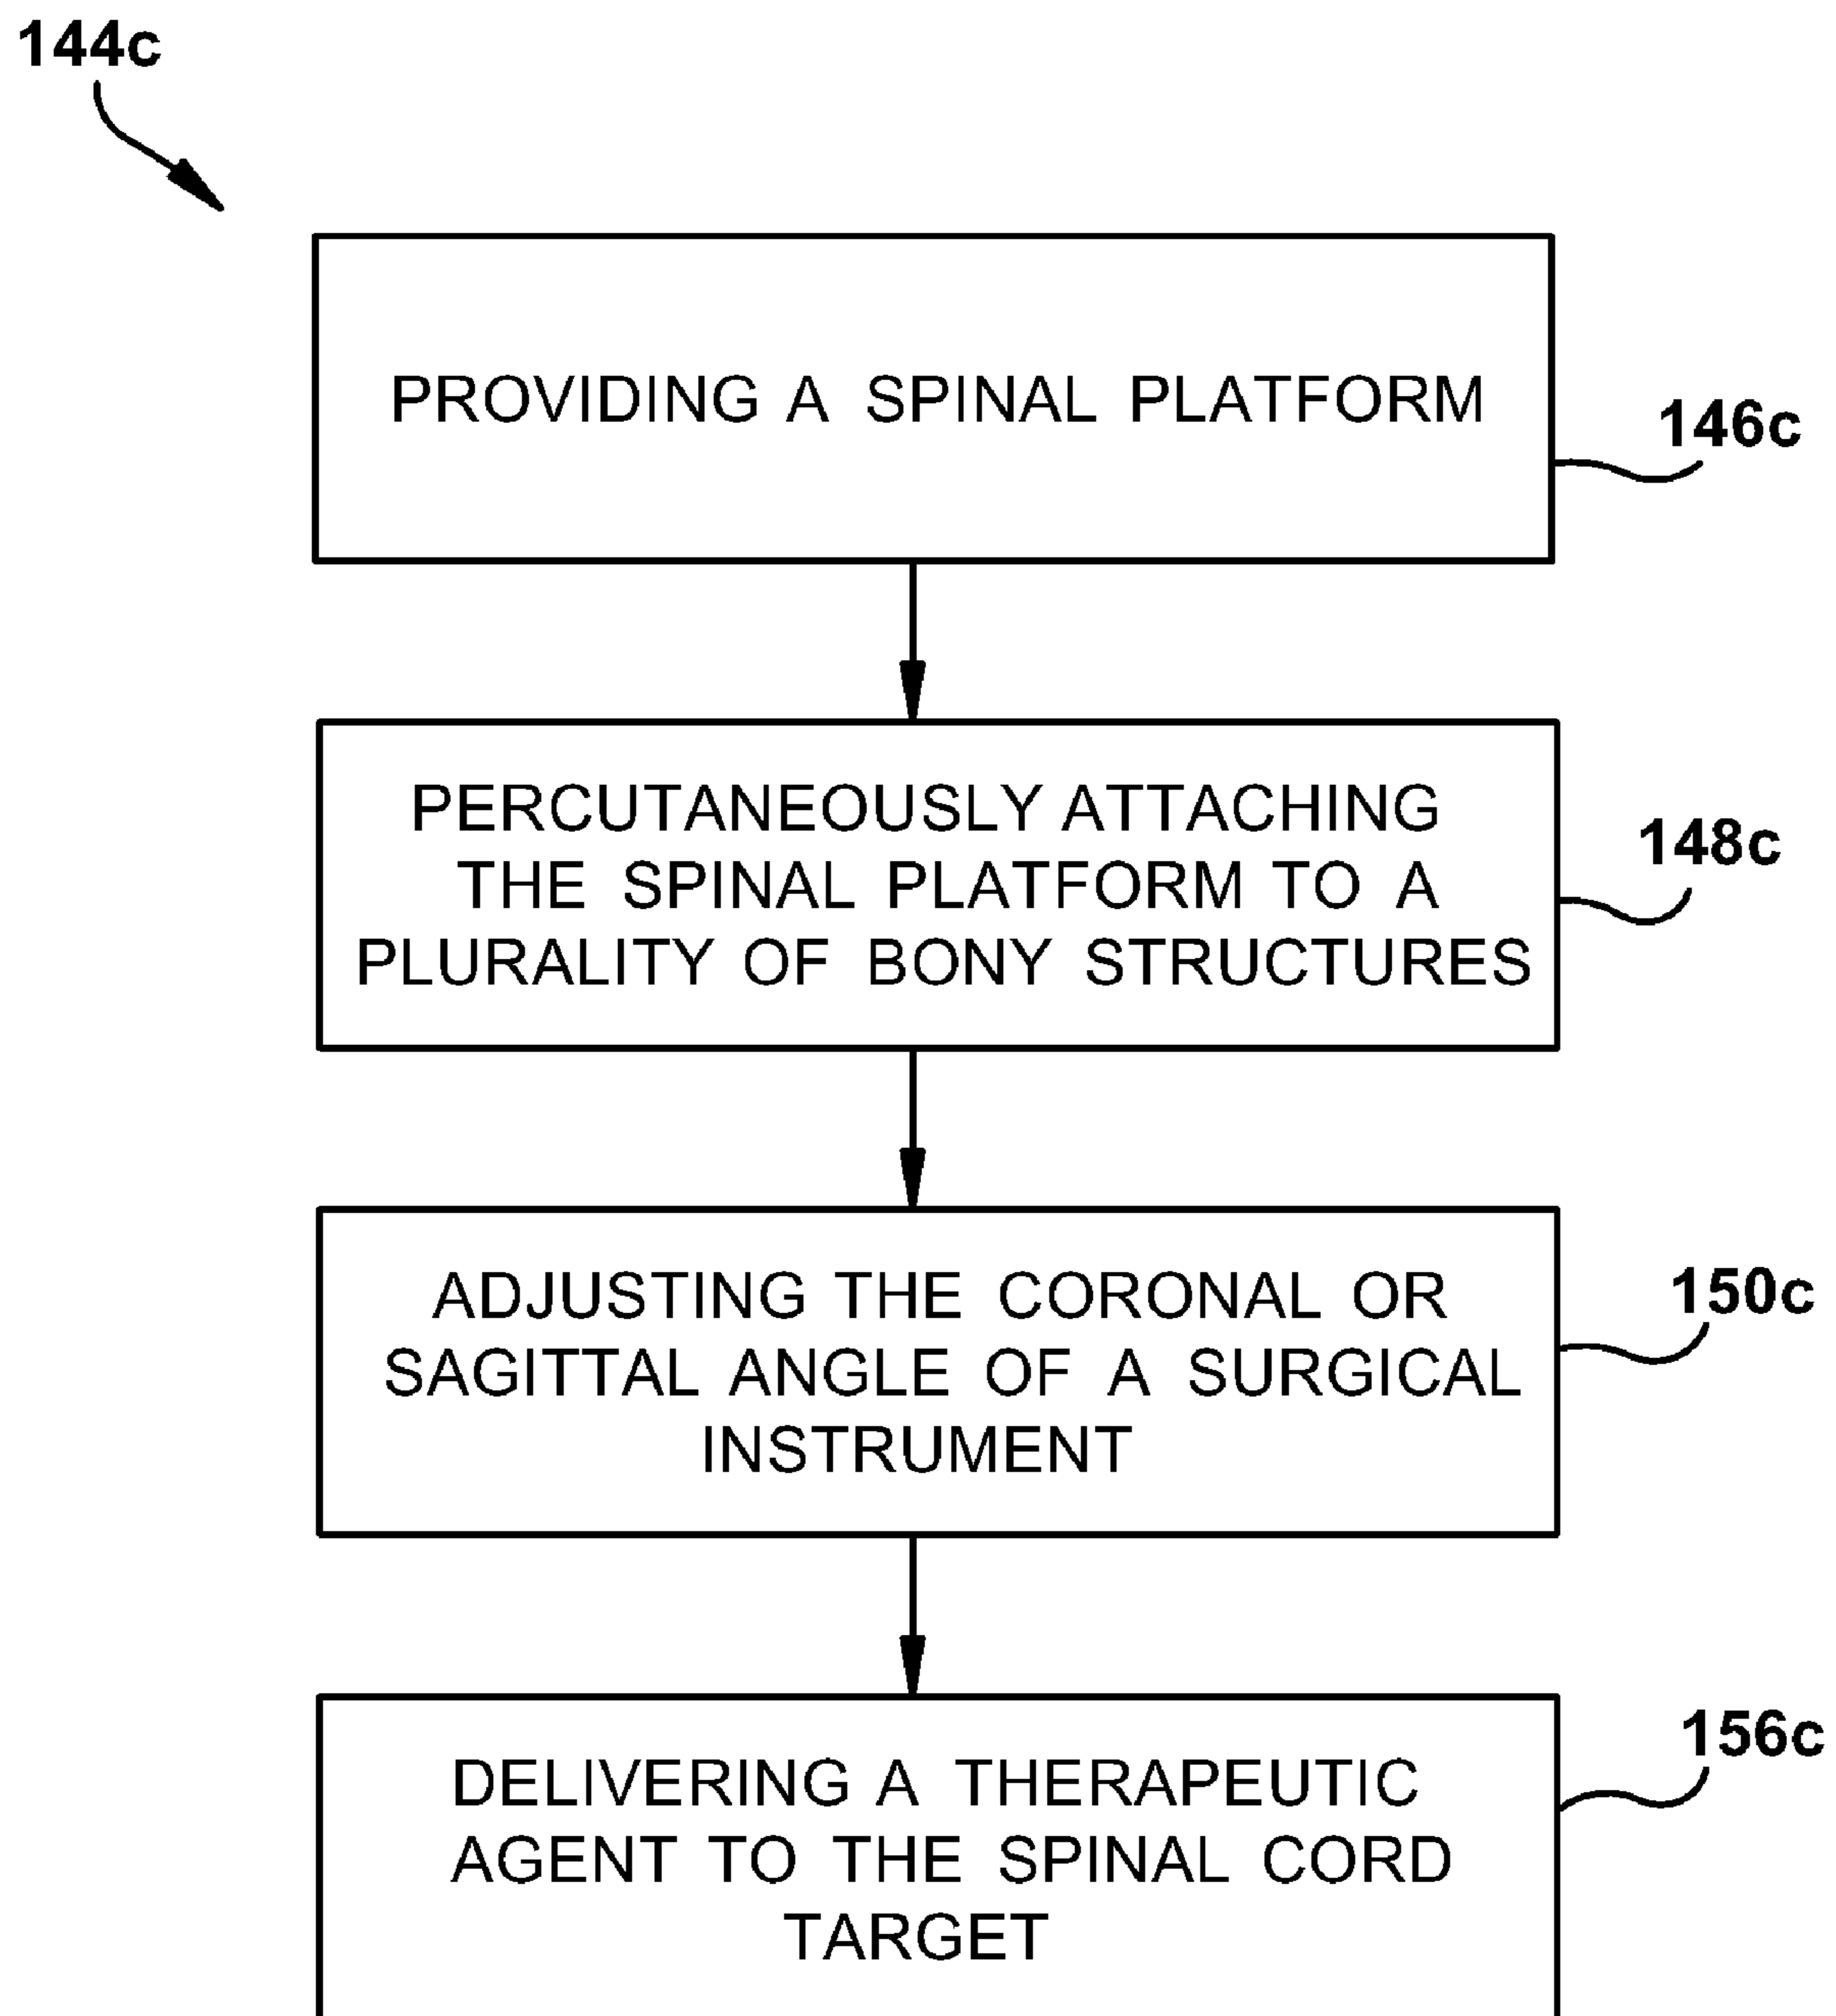 144c
PROVIDING A SPINAL PLATFORM
146c
PERCUTANEOUSLY ATTACHING
THE SPINAL PLATFORM TO A
PLURALITY OF BONY STRUCTURES
148c
ADJUSTING THE CORONAL OR
SAGITTAL ANGLE OF A SURGICAL
INSTRUMENT
150c
DELIVERING A THERAPEUTIC
AGENT TO THE SPINAL CORD
TARGET
156c